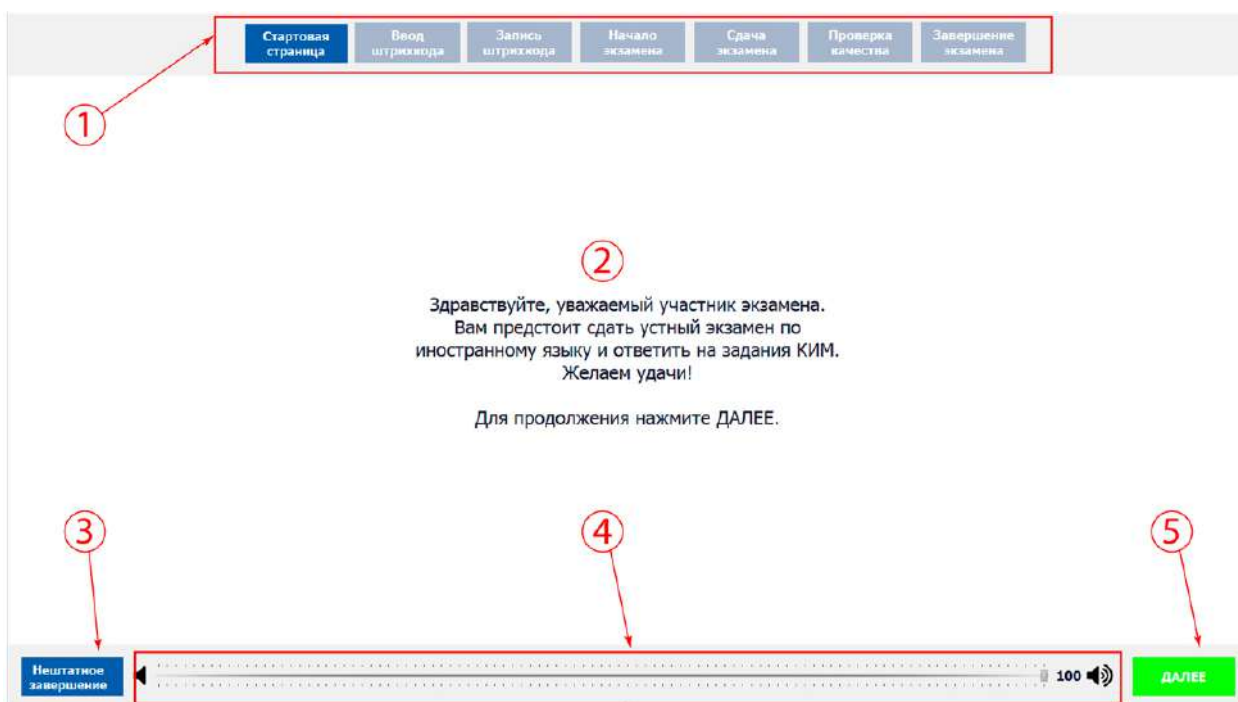 Стартовая страница
Ввод штрихкода
Запись штрихкода
Начало экзамена
Сдача экзамена
Проверка качества
Завершение экзамена
1
2
Здравствуйте, уважаемый участник экзамена.
Вам предстоит сдать устный экзамен по
иностранному языку и ответить на задания КИМ.
Желаем удачи!
Для продолжения нажмите ДАЛЕЕ.
3
4
5
Нештатное
завершение
100
ДАЛЕЕ